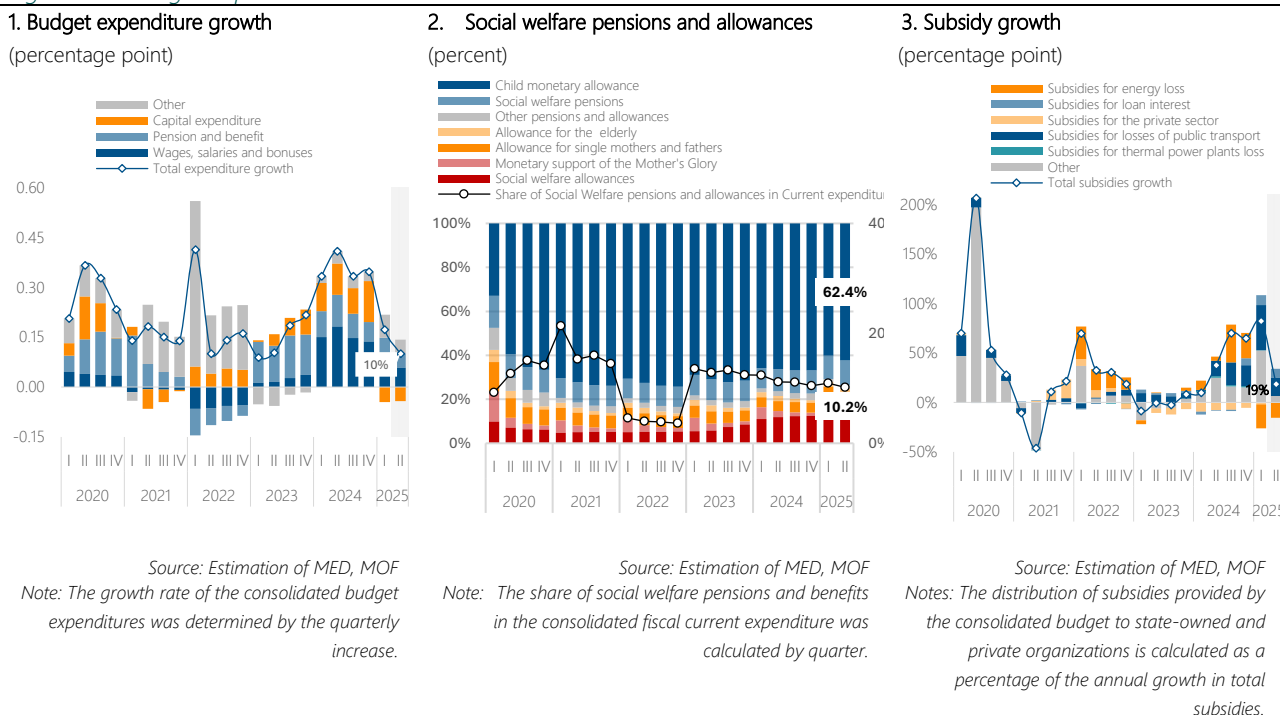 1. Budget expenditure growth
(percentage point)
Other
Capital expenditure
Pension and benefit
Wages, salaries and bonuses
Total expenditure growth
0.60
0.45
0.30
0.15
0.00
-0.15
10%
I II III IV I II III IV I II III IV I II III IV I II III IV I II
2020 2021 2022 2023 2024 2025
Source: Estimation of MED, MOF
Note: The growth rate of the consolidated budget
expenditures was determined by the quarterly
increase.
2. Social welfare pensions and allowances
(percent)
Child monetary allowance
Social welfare pensions
Other pensions and allowances
Allowance for the elderly
Allowance for single mothers and fathers
Monetary support of the Mother's Glory
Social welfare allowances
Share of Social Welfare pensions and allowances in Current expenditur
100%
80%
60%
40%
20%
0%
40
20
0%
62.4%
10.2%
I II III IV I II III IV I II III IV I II III IV I II III IV I II
2020 2021 2022 2023 2024 2025
Source: Estimation of MED, MOF
Note: The share of social welfare pensions and benefits
in the consolidated fiscal current expenditure was
calculated by quarter.
3. Subsidy growth
(percentage point)
Subsidies for energy loss
Subsidies for loan interest
Subsidies for the private sector
Subsidies for losses of public transport
Subsidies for thermal power plants loss
Other
Total subsidies growth
200%
150%
100%
50%
0%
-50%
19%
I II III IV I II III IV I II III IV I II III IV I II III IV I II
2020 2021 2022 2023 2024 2025
Source: Estimation of MED, MOF
Notes: The distribution of subsidies provided by
the consolidated budget to state-owned and
private organizations is calculated as a
percentage of the annual growth in total
subsidies.